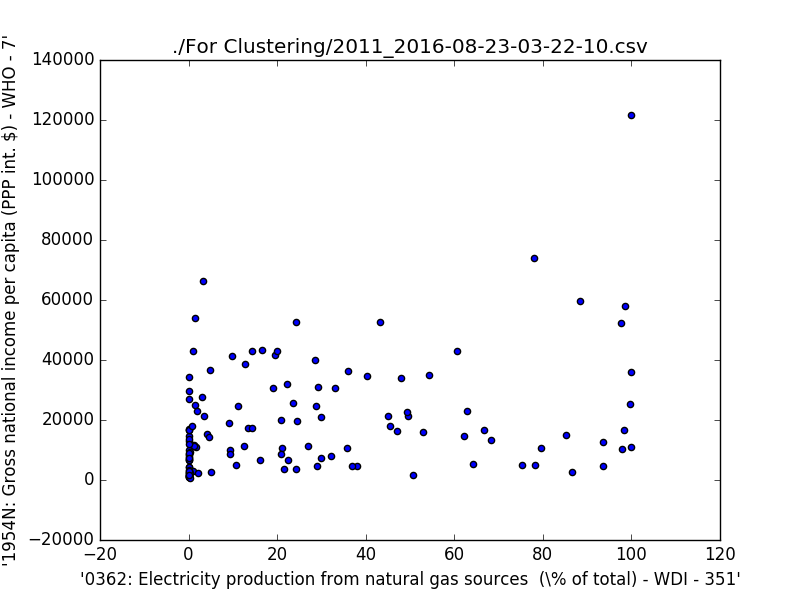 ./For Clustering/2011_2016-08-23-03-22-10.csv
140000
120000
100000
80000
60000
40000
20000
0
−20000
−20 0 20 40 60 80 100 120
'0362: Electricity production from natural gas sources  (\% of total) - WDI - 351'
'1954N: Gross national income per capita (PPP int. $) - WHO - 7'